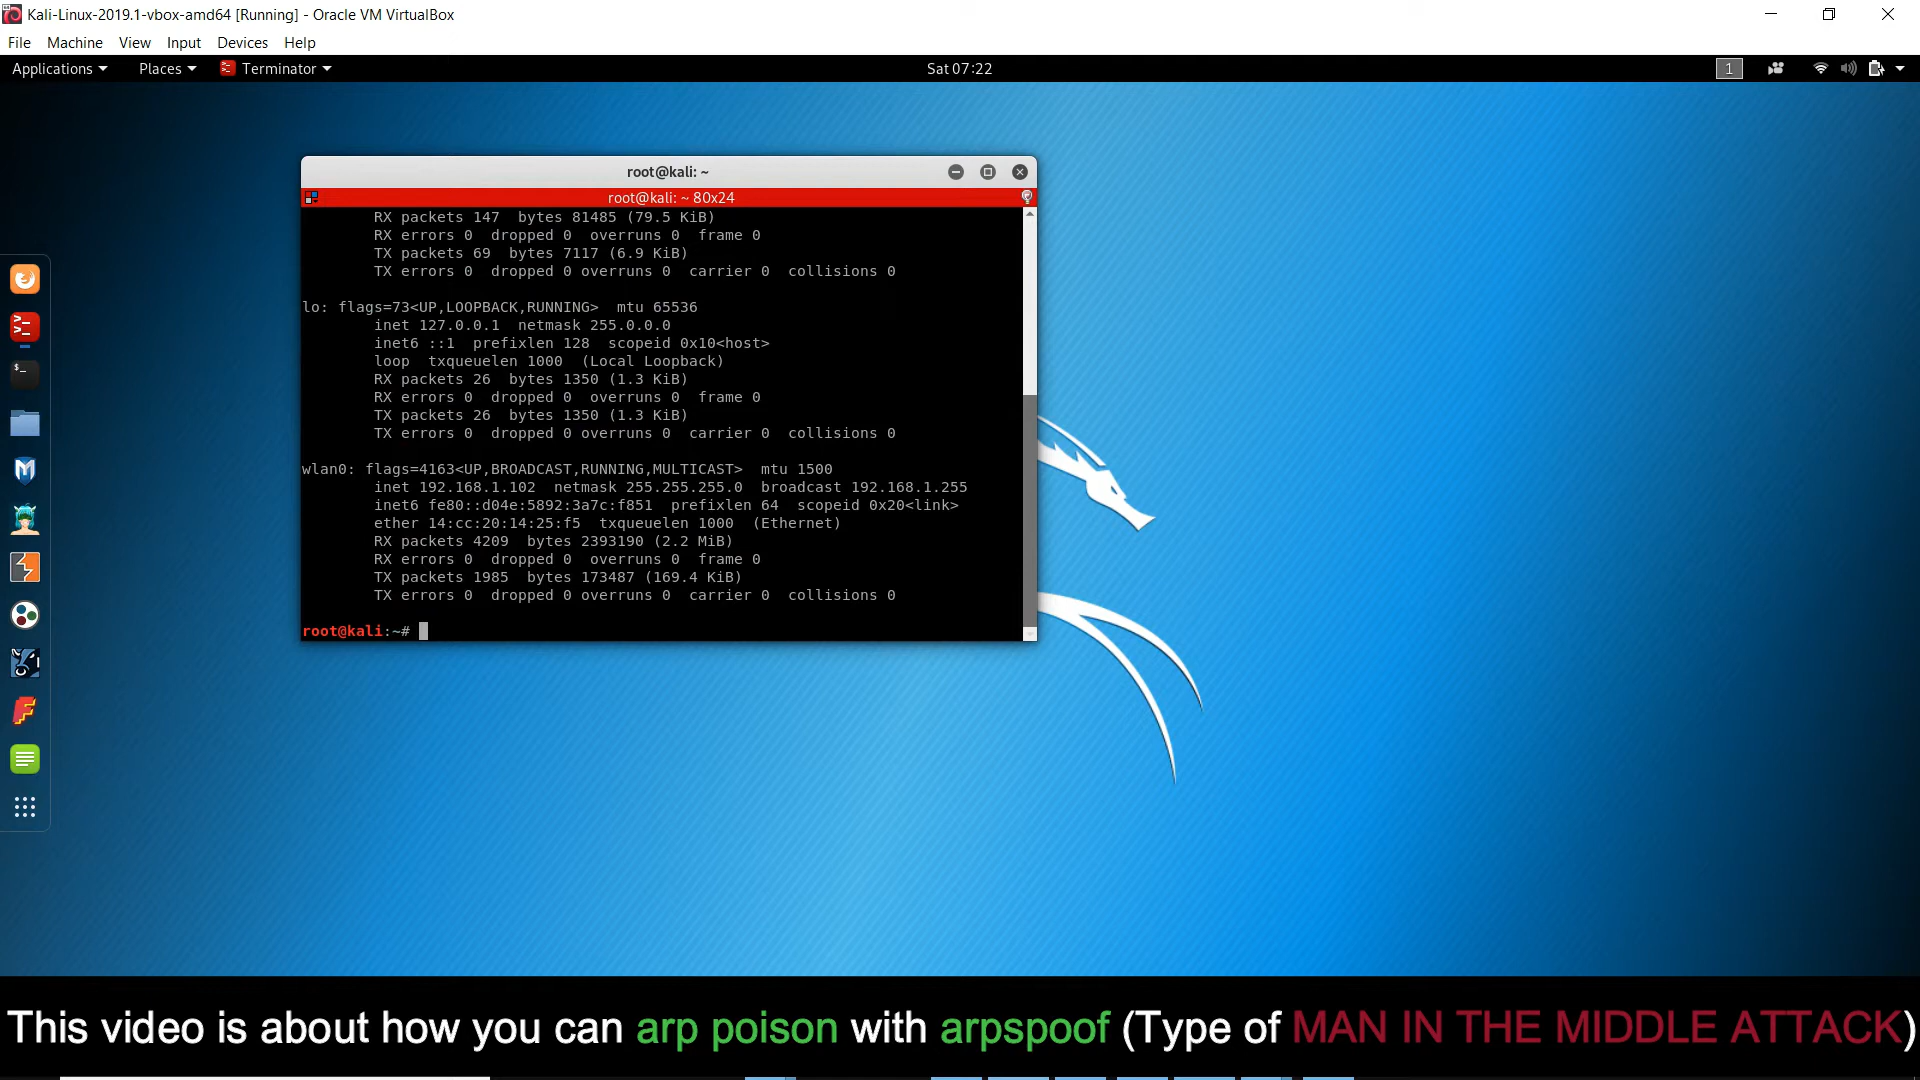 Kali-Linux-2019.1-vbox-amd64 [Running] - Oracle VM VirtualBox
File Machine View Input Devices Help
Applications Places Terminator Sat 07:22 1
root@kali: ~
root@kali: ~ 80x24
RX packets 147  bytes 81485 (79.5 KiB)
RX errors 0  dropped 0  overruns 0  frame 0
TX packets 69  bytes 7117 (6.9 KiB)
TX errors 0  dropped 0 overruns 0  carrier 0  collisions 0
lo: flags=73<UP,LOOPBACK,RUNNING>  mtu 65536
inet 127.0.0.1  netmask 255.0.0.0
inet6 ::1  prefixlen 128  scopeid 0x10<host>
loop  txqueuelen 1000  (Local Loopback)
RX packets 26  bytes 1350 (1.3 KiB)
RX errors 0  dropped 0  overruns 0  frame 0
TX packets 26  bytes 1350 (1.3 KiB)
TX errors 0  dropped 0 overruns 0  carrier 0  collisions 0
wlan0: flags=4163<UP,BROADCAST,RUNNING,MULTICAST>  mtu 1500
inet 192.168.1.102  netmask 255.255.255.0  broadcast 192.168.1.255
inet6 fe80::d04e:5892:3a7c:f851  prefixlen 64  scopeid 0x20<link>
ether 14:cc:20:14:25:f5  txqueuelen 1000  (Ethernet)
RX packets 4209  bytes 2393190 (2.2 MiB)
RX errors 0  dropped 0  overruns 0  frame 0
TX packets 1985  bytes 173487 (169.4 KiB)
TX errors 0  dropped 0 overruns 0  carrier 0  collisions 0
root@kali:~#
This video is about how you can arp poison with arpspoof (Type of MAN IN THE MIDDLE ATTACK)